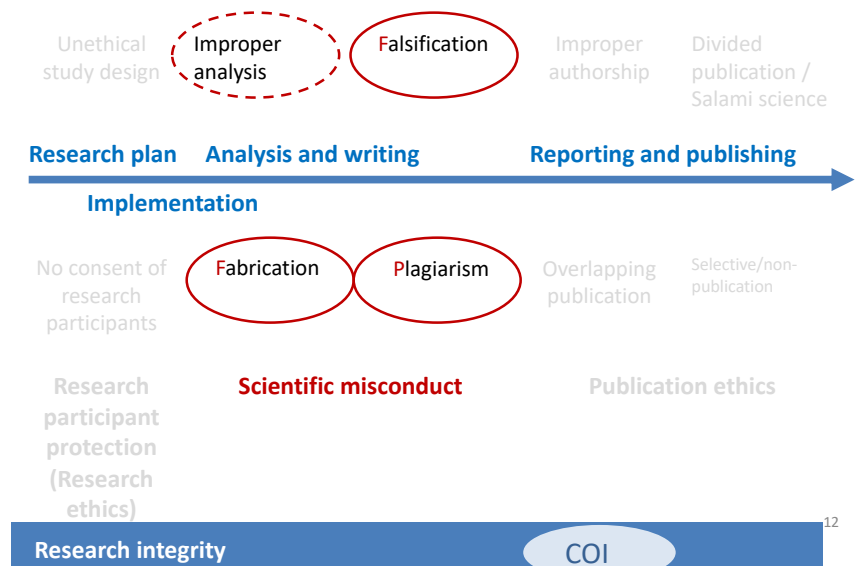 Unethical
study design
Improper
analysis
Falsification
Improper
authorship
Divided
publication /
Salami science
Research plan
Analysis and writing
Reporting and publishing
Implementation
No consent of
research
participants
Fabrication
Plagiarism
Overlapping
publication
Selective/non-
publication
Research
participant
protection
(Research
ethics)
Scientific misconduct
Publication ethics
12
Research integrity
COI